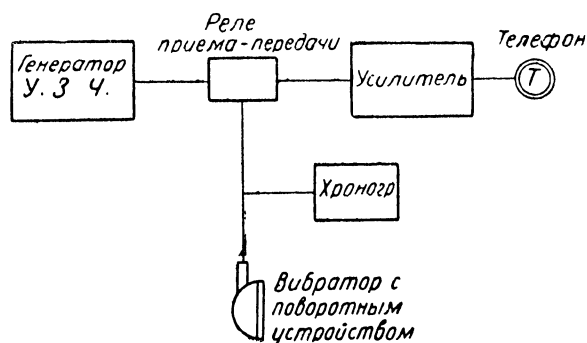 Реле
приема-передачи
Генератор
У. З Ч.
Усилитель
Телефон
Т
Хроногр
Вибратор с
поворотным
устройством